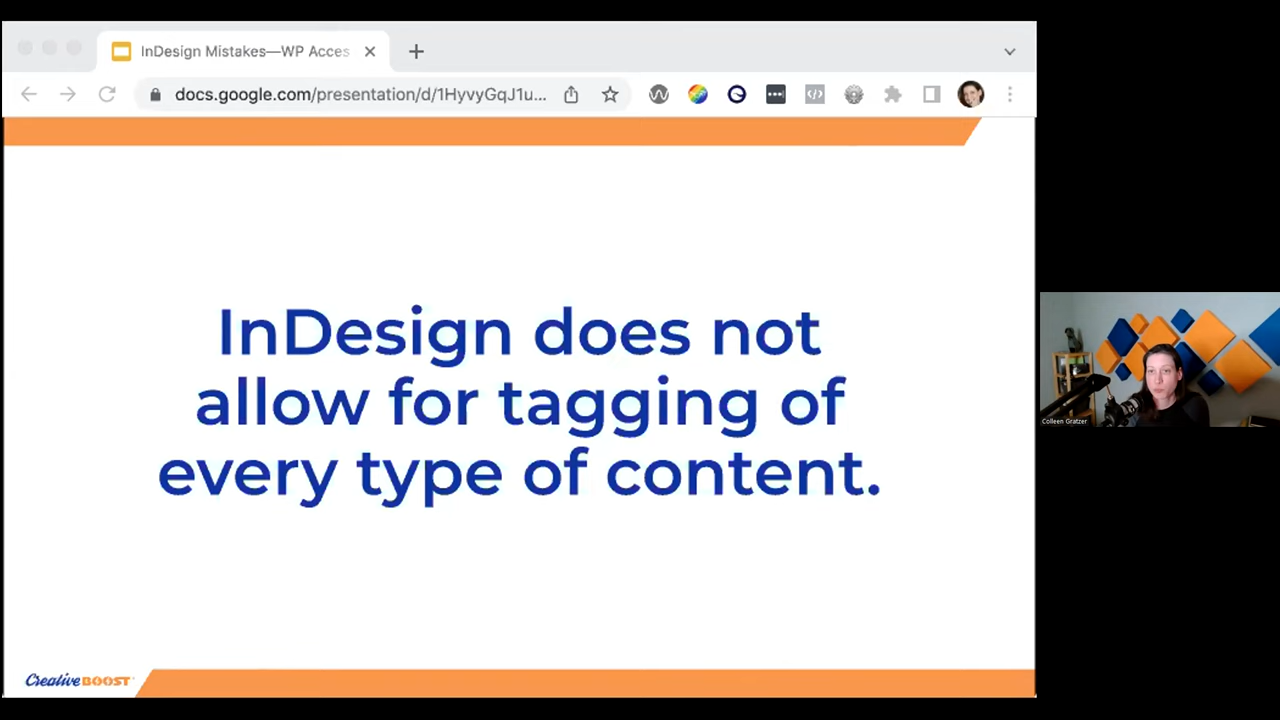 InDesign Mistakes—WP Acces
docs.google.com/presentation/d/1HyvyGqJ1u...
InDesign does not
allow for tagging of
every type of content.
Colleen Gratzer
CreativeBOOST